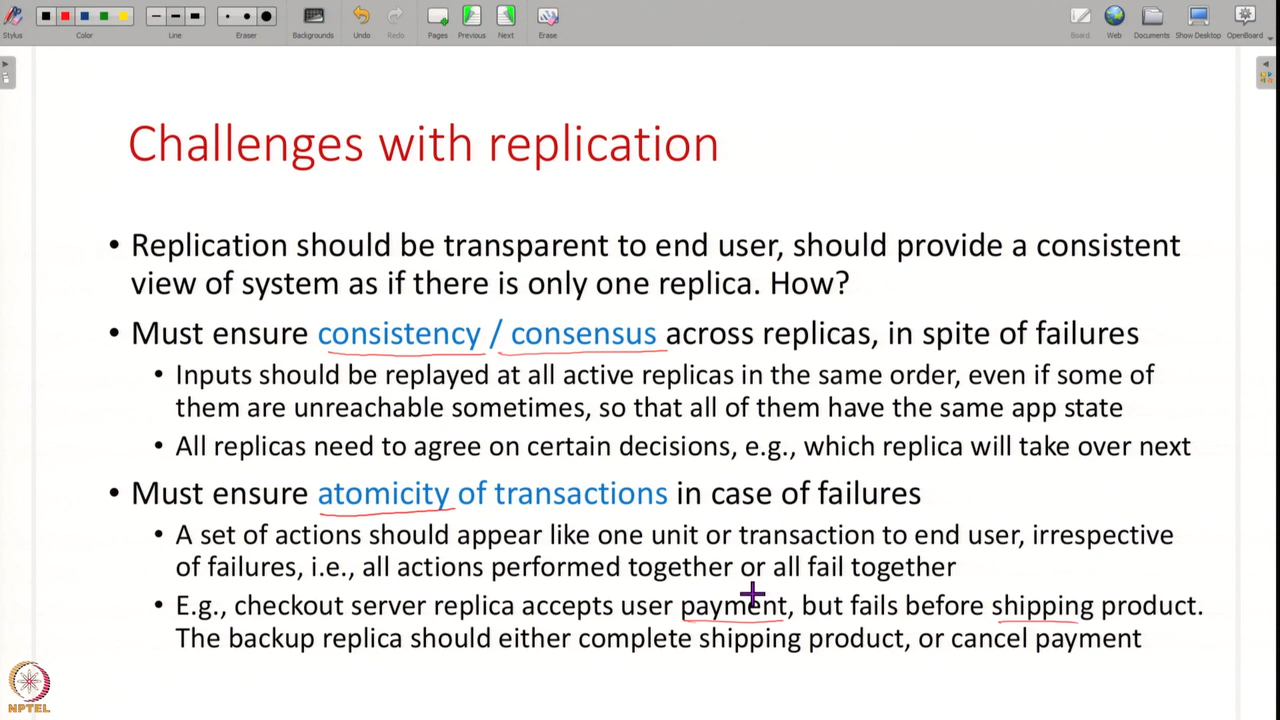 Stylus
Color
Line
Eraser
Backgrounds
Undo
Redo
Pages
Previous
Next
Erase
Board
Web
Documents
Show Desktop
OpenBoard
Challenges with replication
• Replication should be transparent to end user, should provide a consistent
view of system as if there is only one replica. How?
• Must ensure consistency / consensus across replicas, in spite of failures
• Inputs should be replayed at all active replicas in the same order, even if some of
them are unreachable sometimes, so that all of them have the same app state
• All replicas need to agree on certain decisions, e.g., which replica will take over next
• Must ensure atomicity of transactions in case of failures
• A set of actions should appear like one unit or transaction to end user, irrespective
of failures, i.e., all actions performed together or all fail together
• E.g., checkout server replica accepts user payment, but fails before shipping product.
The backup replica should either complete shipping product, or cancel payment
NPTEL